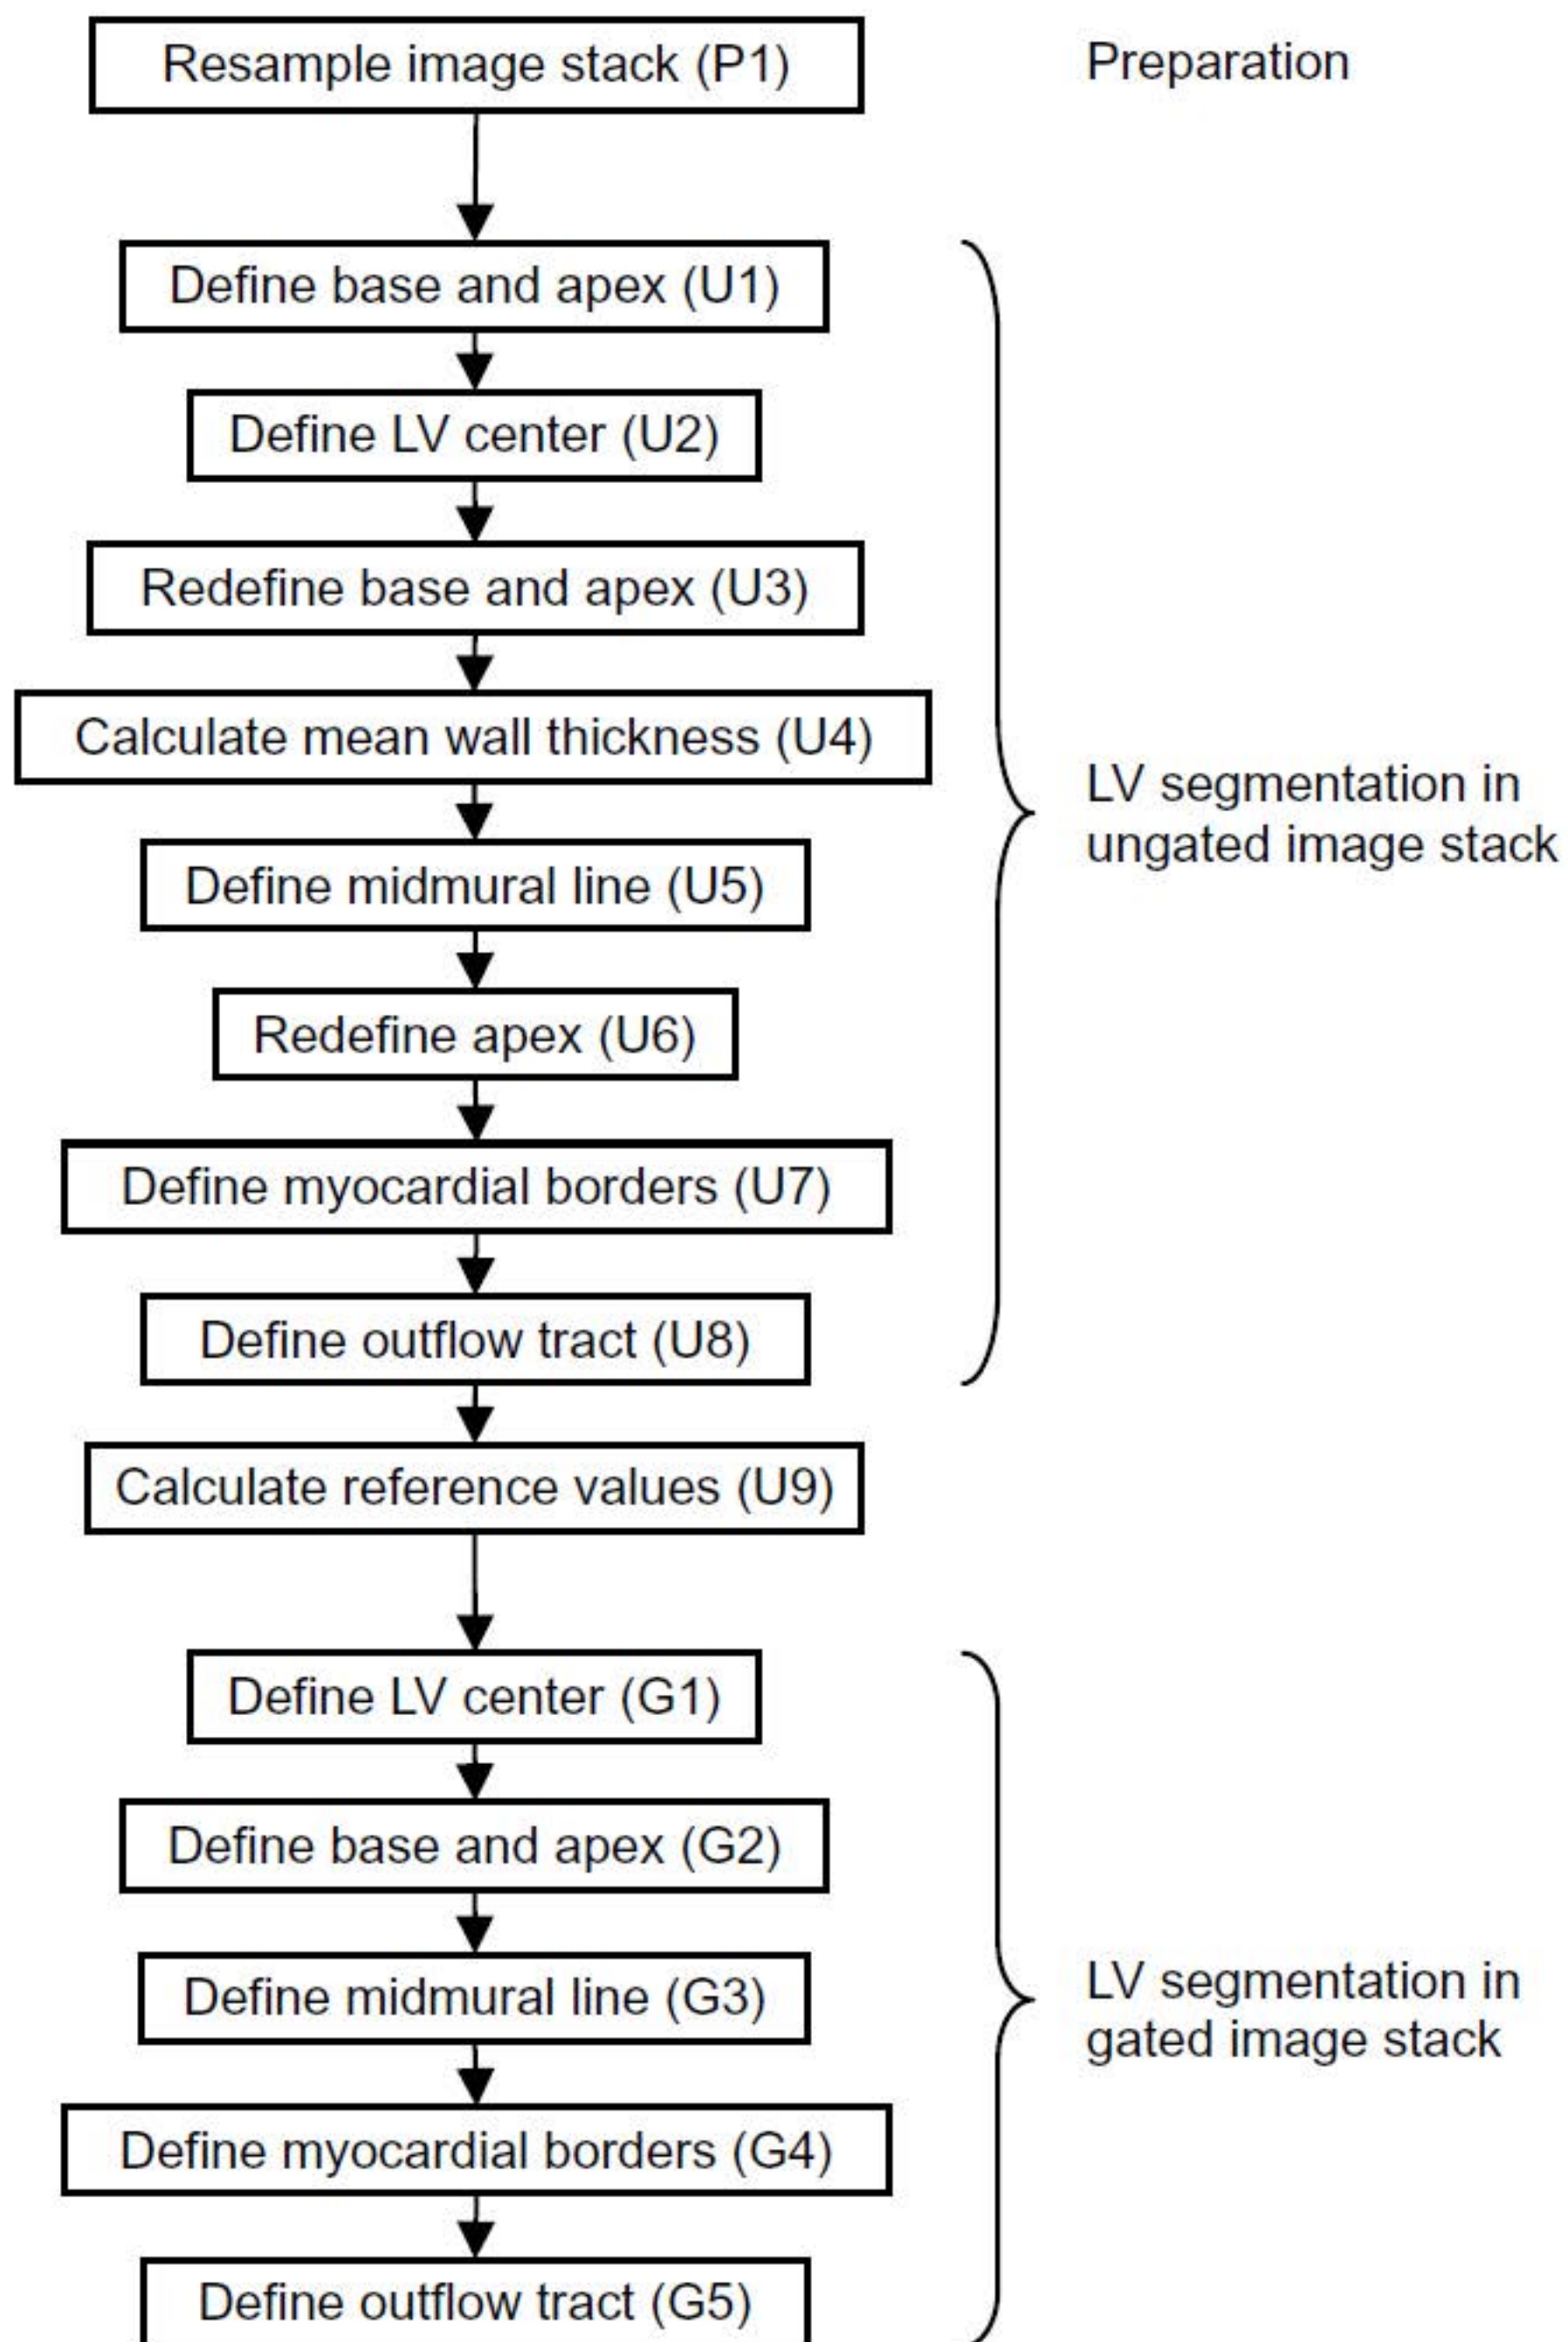 Resample image stack (P1)
Preparation
Define base and apex (U1)
Define LV center (U2)
Redefine base and apex (U3)
Calculate mean wall thickness (U4)
LV segmentation in
ungated image stack
Define midmural line (U5)
Redefine apex (U6)
Define myocardial borders (U7)
Define outflow tract (U8)
Calculate reference values (U9)
Define LV center (G1)
Define base and apex (G2)
Define midmural line (G3)
LV segmentation in
gated image stack
Define myocardial borders (G4)
Define outflow tract (G5)